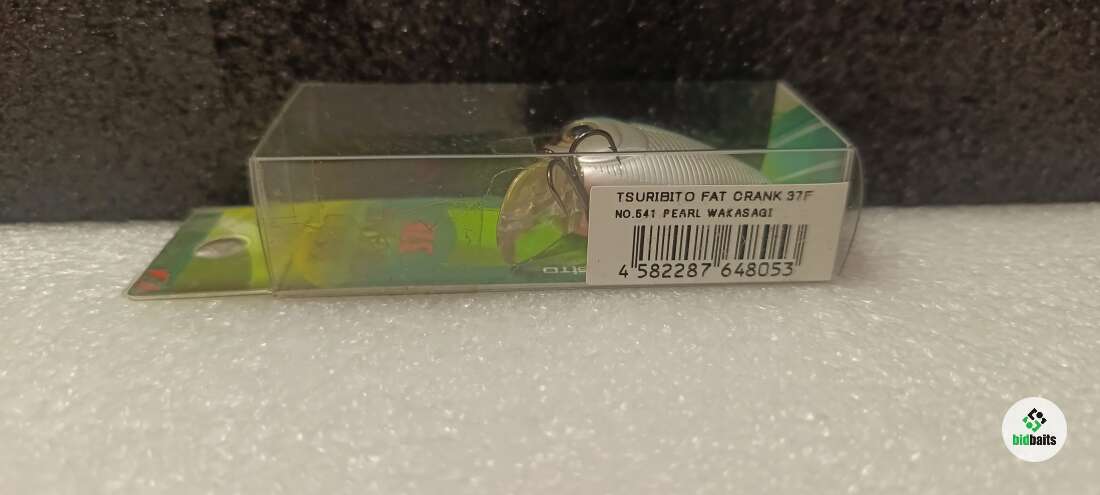 TSURIBITO FAT CRANK 37F
NO.541 PEARL WAKASAGI
4 582287 648053
bidbaits